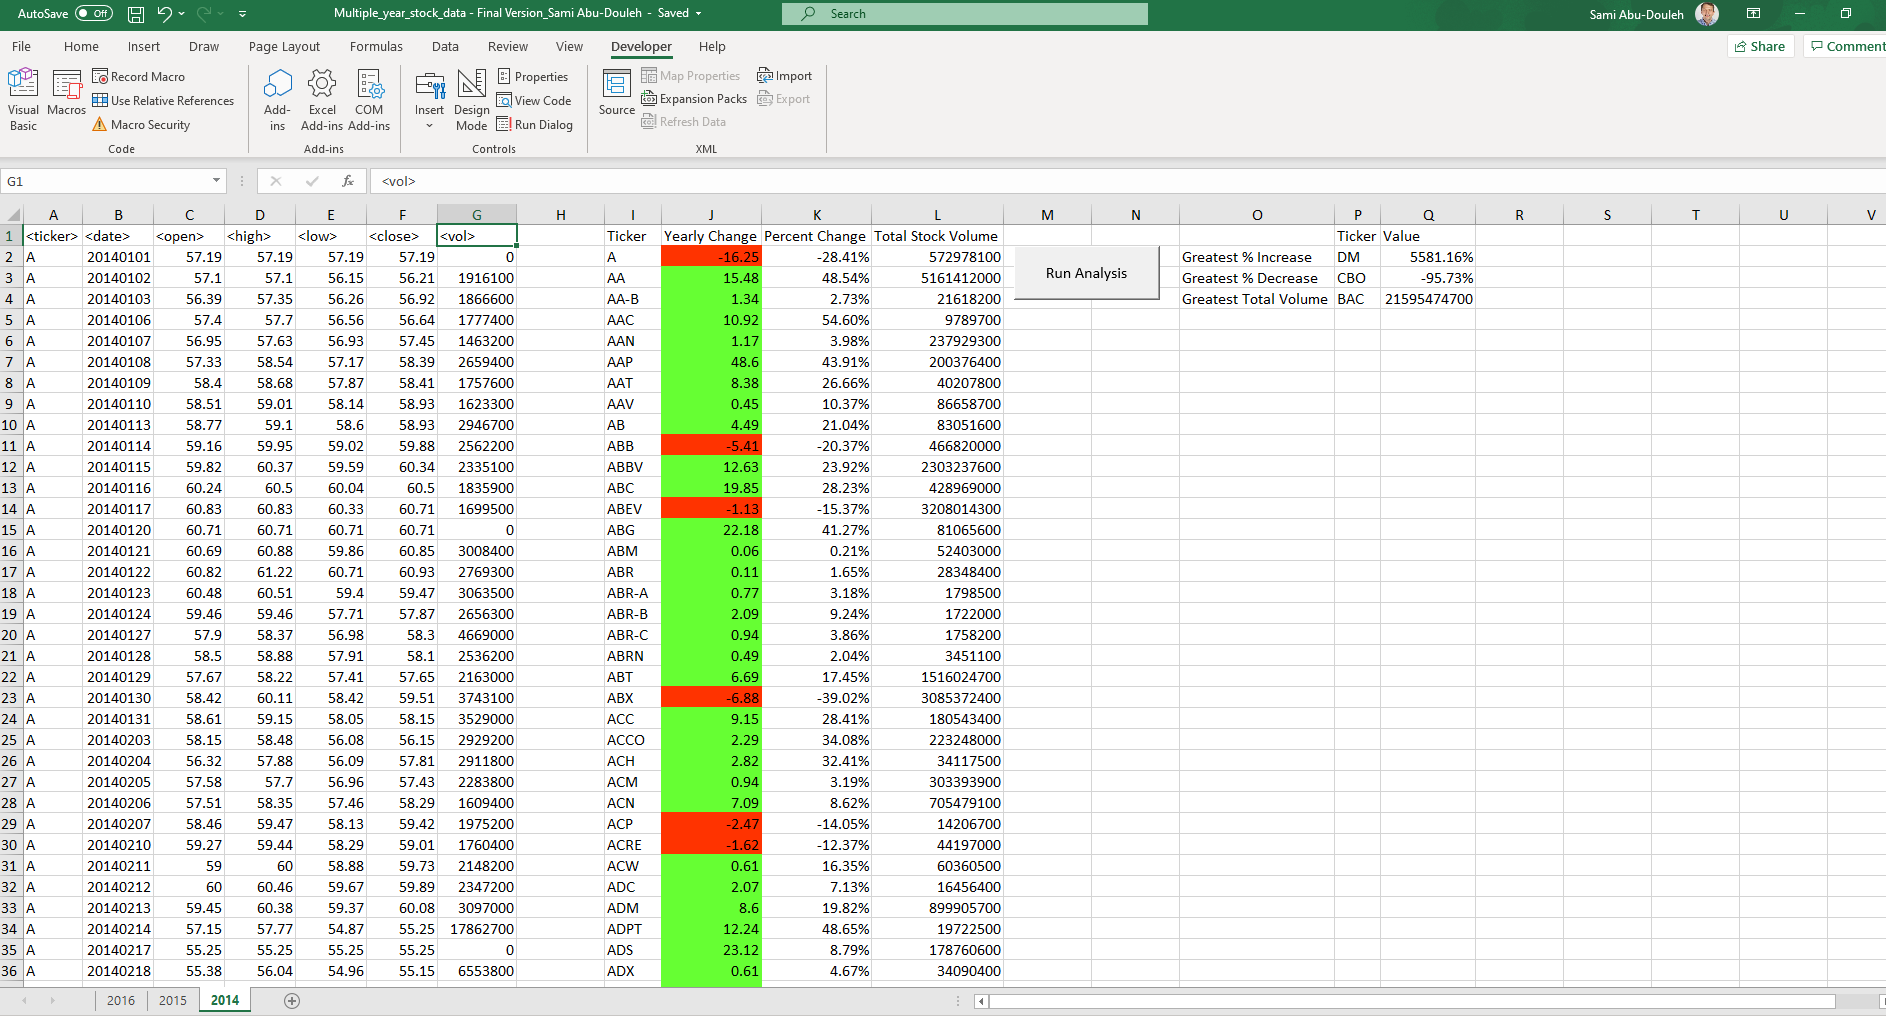 AutoSave Off Multiple_year_stock_data - Final Version_Sami Abu-Douleh - Saved Search Sami Abu-Douleh
File Home Insert Draw Page Layout Formulas Data Review View Developer Help Share Comment
Visual Basic Macros Record Macro Use Relative References Macro Security Code
Add-ins Excel Add-ins COM Add-ins Add-ins
Insert Design Mode Properties View Code Run Dialog Controls
Source Map Properties Expansion Packs Refresh Data Import Export XML
G1 fx <vol>
A B C D E F G H I J K L M N O P Q R S T U V
1 <ticker> <date> <open> <high> <low> <close> <vol> Ticker Yearly Change Percent Change Total Stock Volume Ticker Value
2 A 20140101 57.19 57.19 57.19 57.19 0 A -16.25 -28.41% 572978100 Run Analysis Greatest % Increase DM 5581.16%
3 A 20140102 57.1 57.1 56.15 56.21 1916100 AA 15.48 48.54% 5161412000 Greatest % Decrease CBO -95.73%
4 A 20140103 56.39 57.35 56.26 56.92 1866600 AA-B 1.34 2.73% 21618200 Greatest Total Volume BAC 21595474700
5 A 20140106 57.4 57.7 56.56 56.64 1777400 AAC 10.92 54.60% 9789700
6 A 20140107 56.95 57.63 56.93 57.45 1463200 AAN 1.17 3.98% 237929300
7 A 20140108 57.33 58.54 57.17 58.39 2659400 AAP 48.6 43.91% 200376400
8 A 20140109 58.4 58.68 57.87 58.41 1757600 AAT 8.38 26.66% 40207800
9 A 20140110 58.51 59.01 58.14 58.93 1623300 AAV 0.45 10.37% 86658700
10 A 20140113 58.77 59.1 58.6 58.93 2946700 AB 4.49 21.04% 83051600
11 A 20140114 59.16 59.95 59.02 59.88 2562200 ABB -5.41 -20.37% 466820000
12 A 20140115 59.82 60.37 59.59 60.34 2335100 ABBV 12.63 23.92% 2303237600
13 A 20140116 60.24 60.5 60.04 60.5 1835900 ABC 19.85 28.23% 428969000
14 A 20140117 60.83 60.83 60.33 60.71 1699500 ABEV -1.13 -15.37% 3208014300
15 A 20140120 60.71 60.71 60.71 60.71 0 ABG 22.18 41.27% 81065600
16 A 20140121 60.69 60.88 59.86 60.85 3008400 ABM 0.06 0.21% 52403000
17 A 20140122 60.82 61.22 60.71 60.93 2769300 ABR 0.11 1.65% 28348400
18 A 20140123 60.48 60.51 59.4 59.47 3063500 ABR-A 0.77 3.18% 1798500
19 A 20140124 59.46 59.46 57.71 57.87 2656300 ABR-B 2.09 9.24% 1722000
20 A 20140127 57.9 58.37 56.98 58.3 4669000 ABR-C 0.94 3.86% 1758200
21 A 20140128 58.5 58.88 57.91 58.1 2536200 ABRN 0.49 2.04% 3451100
22 A 20140129 57.67 58.22 57.41 57.65 2163000 ABT 6.69 17.45% 1516024700
23 A 20140130 58.42 60.11 58.42 59.51 3743100 ABX -6.88 -39.02% 3085372400
24 A 20140131 58.61 59.15 58.05 58.15 3529000 ACC 9.15 28.41% 180543400
25 A 20140203 58.15 58.48 56.08 56.15 2929200 ACCO 2.29 34.08% 223248000
26 A 20140204 56.32 57.88 56.09 57.81 2911800 ACH 2.82 32.41% 34117500
27 A 20140205 57.58 57.7 56.96 57.43 2283800 ACM 0.94 3.19% 303393900
28 A 20140206 57.51 58.35 57.46 58.29 1609400 ACN 7.09 8.62% 705479100
29 A 20140207 58.46 59.47 58.13 59.42 1975200 ACP -2.47 -14.05% 14206700
30 A 20140210 59.27 59.44 58.29 59.01 1760400 ACRE -1.62 -12.37% 44197000
31 A 20140211 59 60 58.88 59.73 2148200 ACW 0.61 16.35% 60360500
32 A 20140212 60 60.46 59.67 59.89 2347200 ADC 2.07 7.13% 16456400
33 A 20140213 59.45 60.38 59.37 60.08 3097000 ADM 8.6 19.82% 899905700
34 A 20140214 57.15 57.77 54.87 55.25 17862700 ADPT 12.24 48.65% 19722500
35 A 20140217 55.25 55.25 55.25 55.25 0 ADS 23.12 8.79% 178760600
36 A 20140218 55.38 56.04 54.96 55.15 6553800 ADX 0.61 4.67% 34090400
2016 2015 2014